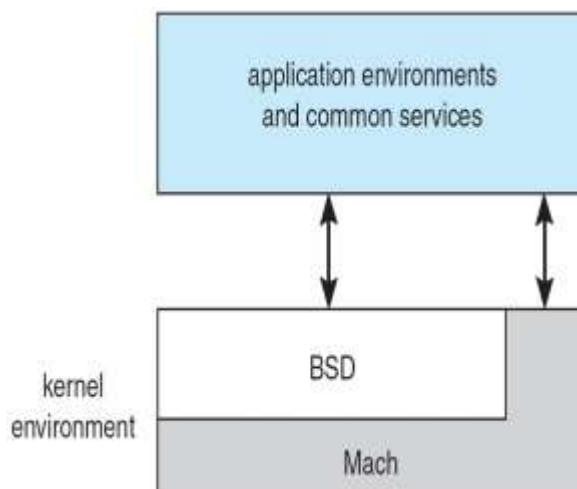 application environments
and common services
BSD
kernel
environment
Mach